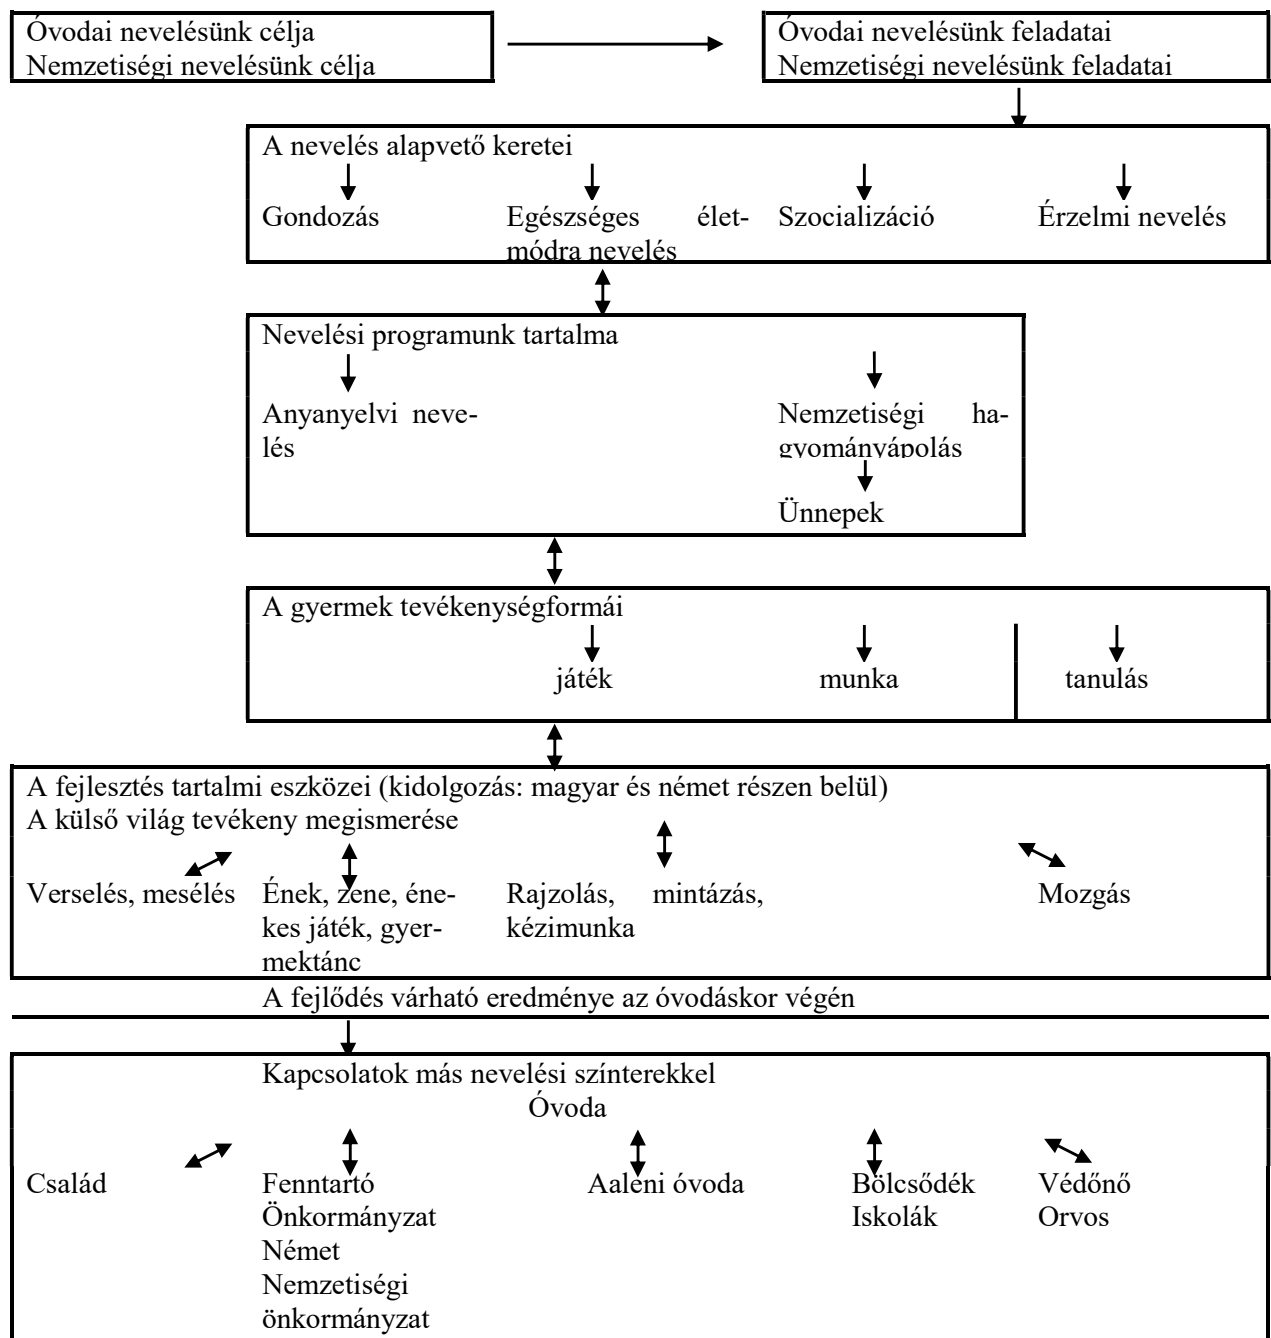 Óvodai nevelésünk célja
Nemzetiségi nevelésünk célja
Óvodai nevelésünk feladatai
Nemzetiségi nevelésünk feladatai
A nevelés alapvető keretei
Gondozás
Egészséges élet-
módra nevelés
Szocializáció
Érzelmi nevelés
Nevelési programunk tartalma
Anyanyelvi neve-
lés
Nemzetiségi ha-
gyományápolás
Ünnepek
A gyermek tevékenységformái
játék
munka
tanulás
A fejlesztés tartalmi eszközei (kidolgozás: magyar és német részen belül)
A külső világ tevékeny megismerése
Verselés, mesélés
Ének, zene, éne-
kes játék, gyer-
mektánc
Rajzolás, mintázás,
kézimunka
Mozgás
A fejlődés várható eredménye az óvodáskor végén
Kapcsolatok más nevelési színterekkel
Óvoda
Család
Fenntartó
Önkormányzat
Német
Nemzetiségi
önkormányzat
Aaleni óvoda
Bölcsődék
Iskolák
Védőnő
Orvos